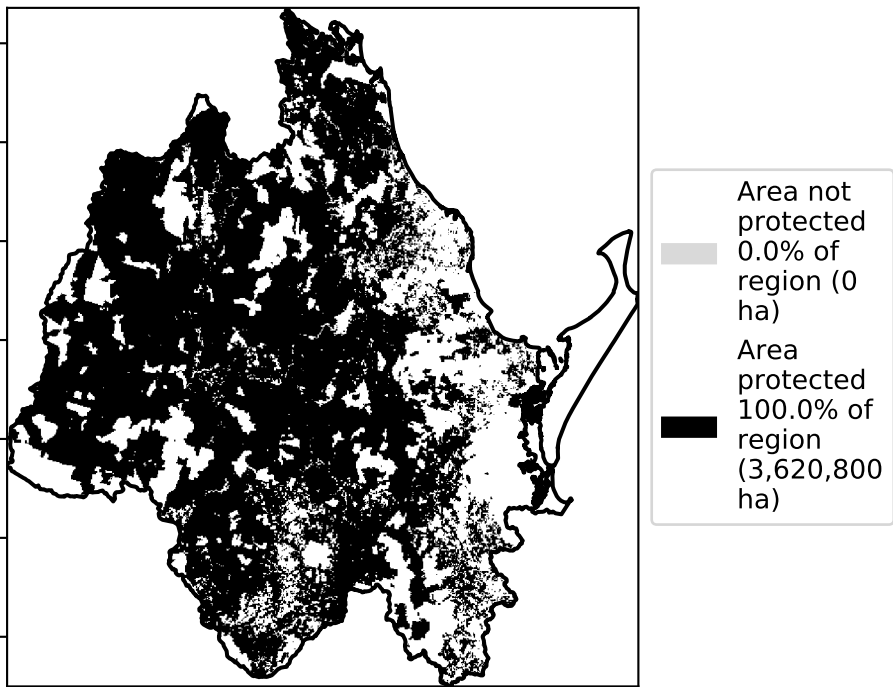 Area not
protected
0.0% of
region (0
ha)
Area
protected
100.0% of
region
(3,620,800
ha)